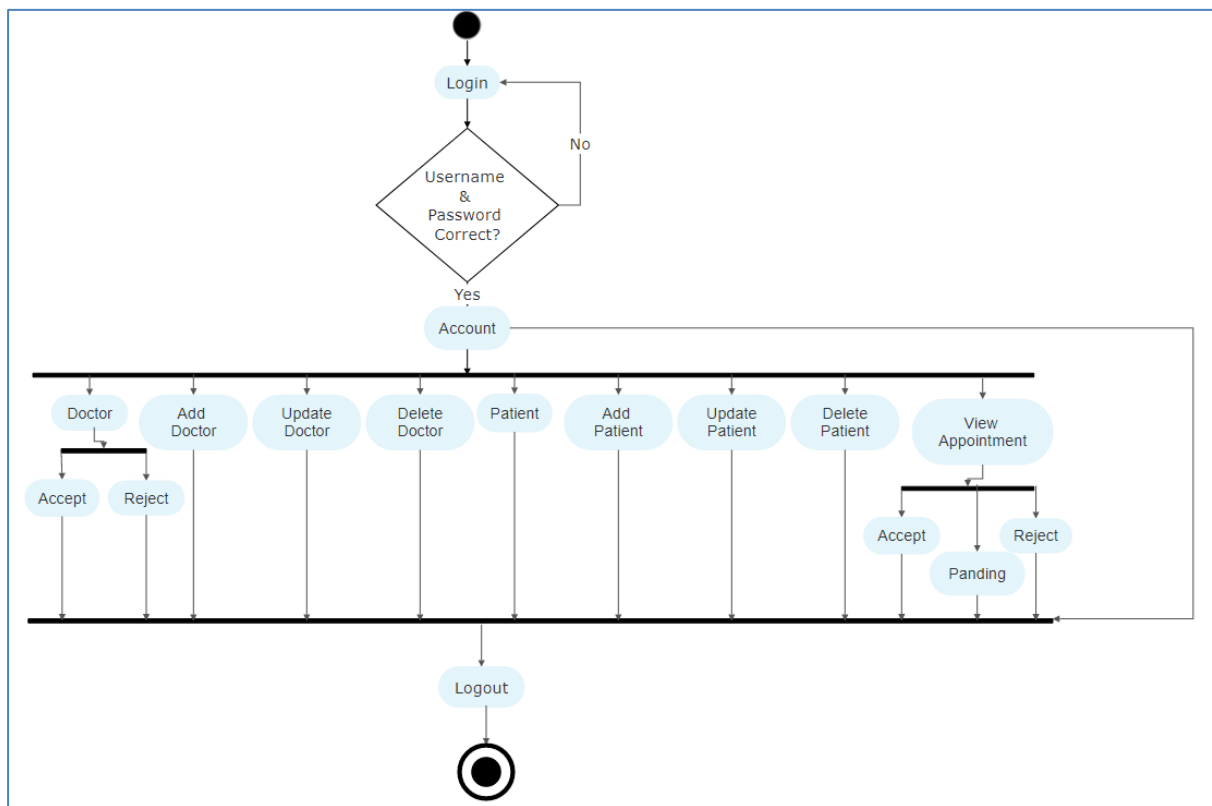 Login
No
Username
&
Password
Correct?
Yes
Account
Doctor
Add
Doctor
Update
Doctor
Delete
Doctor
Patient
Add
Patient
Update
Patient
Delete
Patient
View
Appointment
Accept
Reject
Accept
Panding
Reject
Logout